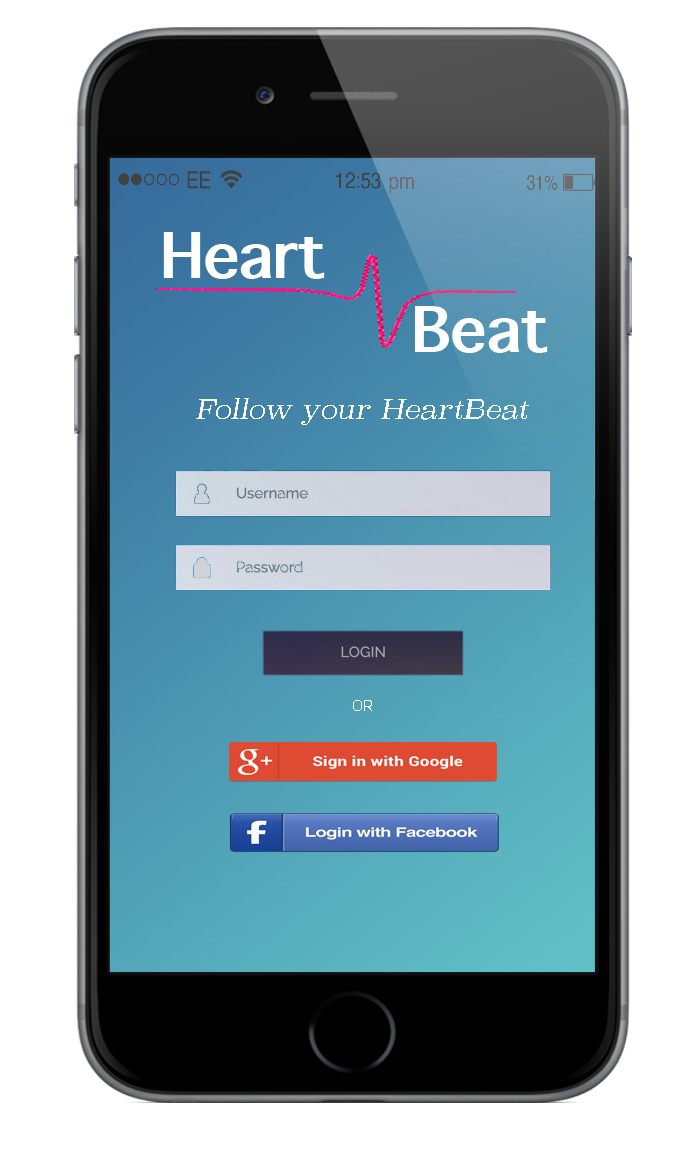 EE 12:53 pm 31%
Heart
Beat
Follow your HeartBeat
Username
Password
LOGIN
OR
g+ Sign in with Google
f Login with Facebook